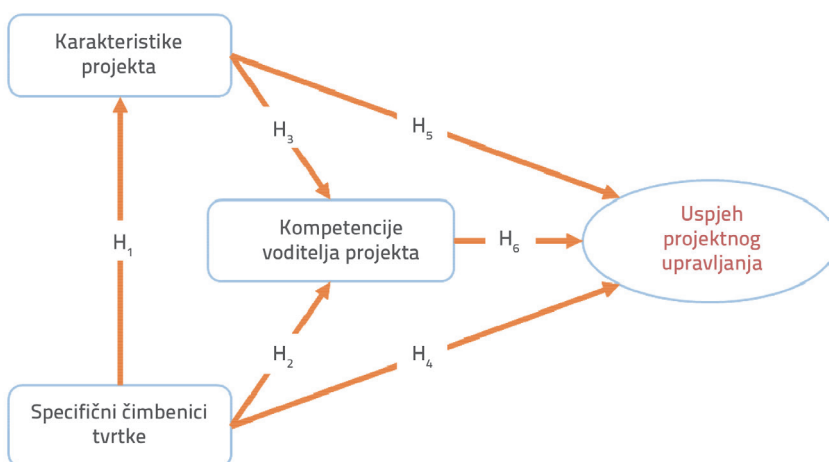 Karakteristike
projekta
H₃
H₅
Kompetencije
voditelja projekta
H₁
H₆
Uspjeh
projektnog
upravljanja
H₂
H₄
Specifični čimbenici
tvrtke